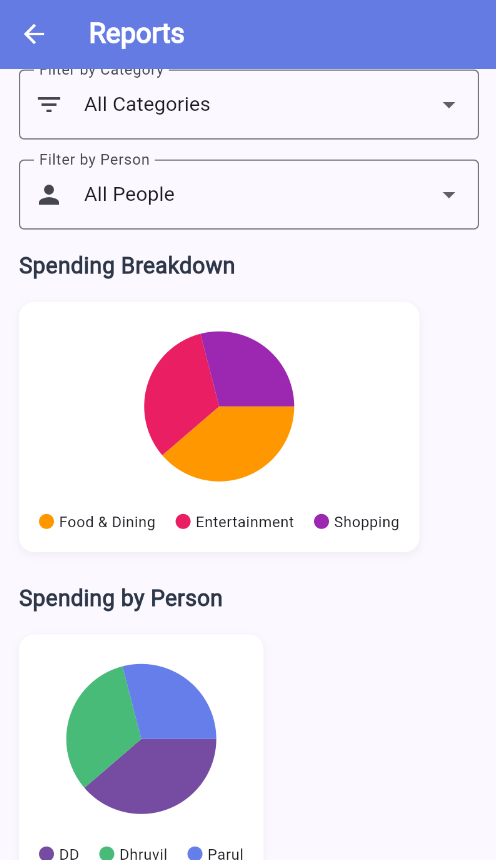 Reports
Filter by Category
All Categories
Filter by Person
All People
Spending Breakdown
Food & Dining Entertainment Shopping
Spending by Person
DD Dhruvil Parul